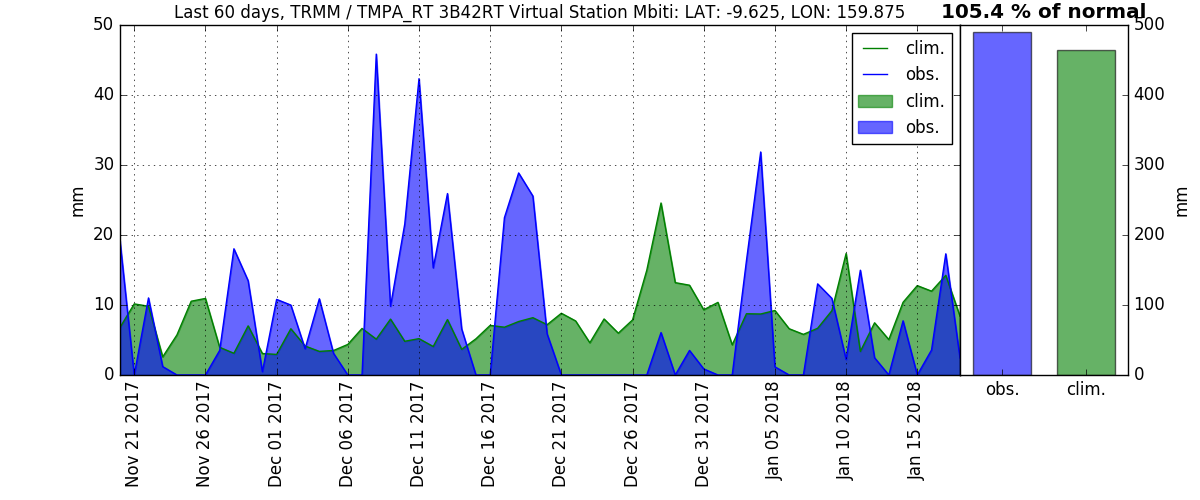 Last 60 days, TRMM / TMPA_RT 3B42RT Virtual Station Mbiti: LAT: -9.625, LON: 159.875
105.4 % of normal
50
40
30
20
10
0
mm
clim.
obs.
clim.
obs.
500
400
300
200
100
0
mm
Nov 21 2017
Nov 26 2017
Dec 01 2017
Dec 06 2017
Dec 11 2017
Dec 16 2017
Dec 21 2017
Dec 26 2017
Dec 31 2017
Jan 05 2018
Jan 10 2018
Jan 15 2018
obs.
clim.